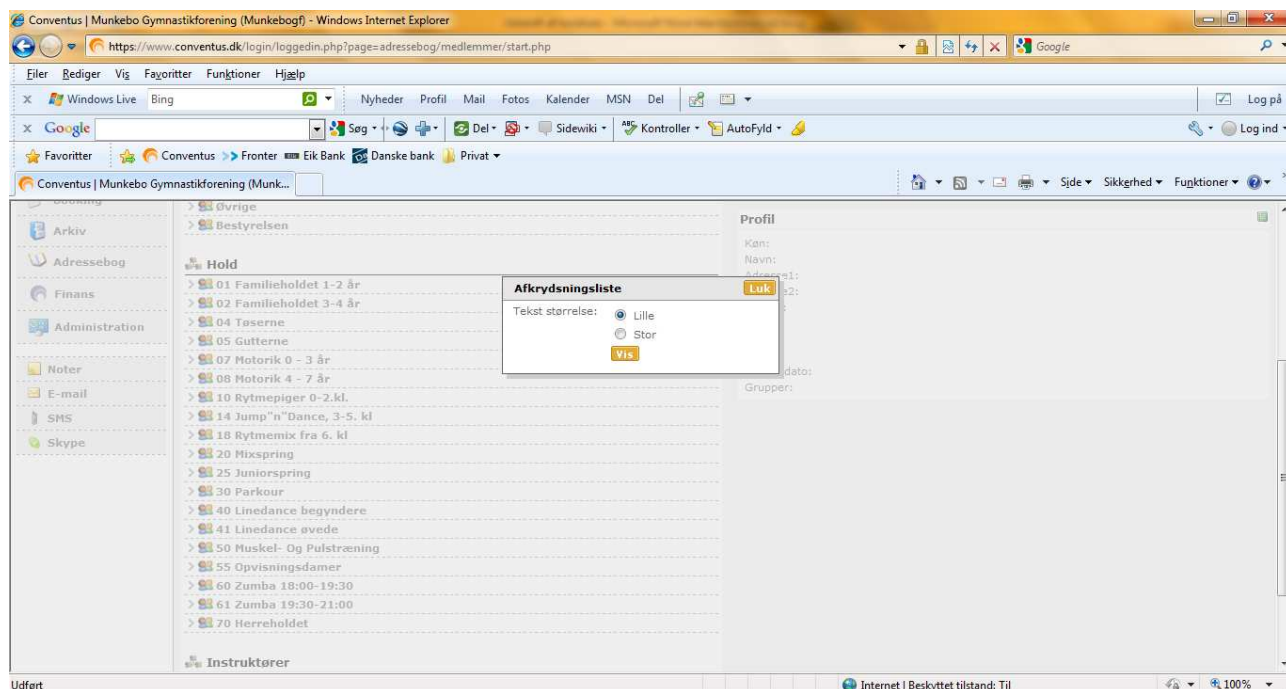 Conventus | Munkebo Gymnastikforening (Munkebogf) - Windows Internet Explorer
https://www.conventus.dk/login/loggedin.php?page=adressebog/medlemmer/start.php
Google
Filer Rediger Vis Favoritter Funktioner Hjælp
x Windows Live Bing Nyheder Profil Mail Fotos Kalender MSN Del Log på
x Google Søg Del Sidewiki ABC Kontroller AutoFyld Log ind
Favoritter Conventus >> Fronter Eik Bank Danske bank Privat
Conventus | Munkebo Gymnastikforening (Munk... Side Sikkerhed Funktioner
Booking
Arkiv
Adressebog
Finans
Administration
Noter
E-mail
SMS
Skype
Øvrige
Bestyrelsen
Hold
01 Familieholdet 1-2 år
02 Familieholdet 3-4 år
04 Tøserne
05 Gutterne
07 Motorik 0 - 3 år
08 Motorik 4 - 7 år
10 Rytmepiger 0-2.kl.
14 Jump"n"Dance, 3-5. kl
18 Rytmemix fra 6. kl
20 Mixspring
25 Juniorspring
30 Parkour
40 Linedance begyndere
41 Linedance øvede
50 Muskel- Og Pulstræning
55 Opvisningsdamer
60 Zumba 18:00-19:30
61 Zumba 19:30-21:00
70 Herreholdet
Instruktører
Afkrydsningsliste Luk
Tekst størrelse: Lille
Stor
Vis
Profil
Køn:
Navn:
Adresse1:
e2:
dato:
Grupper:
Udført Internet | Beskyttet tilstand: Til 100%